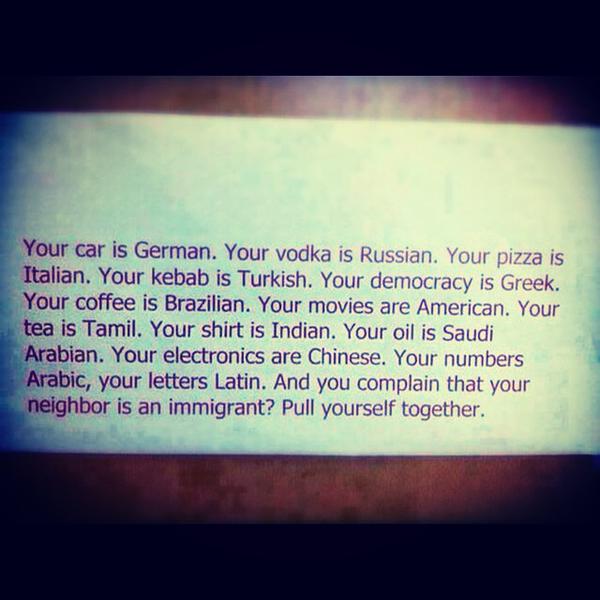 Your car is German. Your vodka is Russian. Your pizza is
Italian. Your kebab is Turkish. Your democracy is Greek.
Your coffee is Brazilian. Your movies are American. Your
tea is Tamil. Your shirt is Indian. Your oil is Saudi
Arabian. Your electronics are Chinese. Your numbers
Arabic, your letters Latin. And you complain that your
neighbor is an immigrant? Pull yourself together.